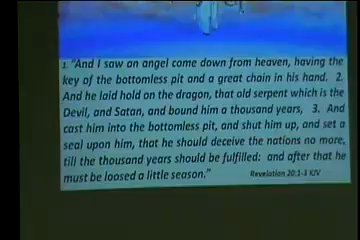 1. "And I saw an angel come down from heaven, having the
key of the bottomless pit and a great chain in his hand.  2.
And he laid hold on the dragon, that old serpent which is the
Devil, and Satan, and bound him a thousand years,  3.  And
cast him into the bottomless pit, and shut him up, and set a
seal upon him, that he should deceive the nations no more,
till the thousand years should be fulfilled:  and after that he
must be loosed a little season."  Revelation 20:1-3 KJV